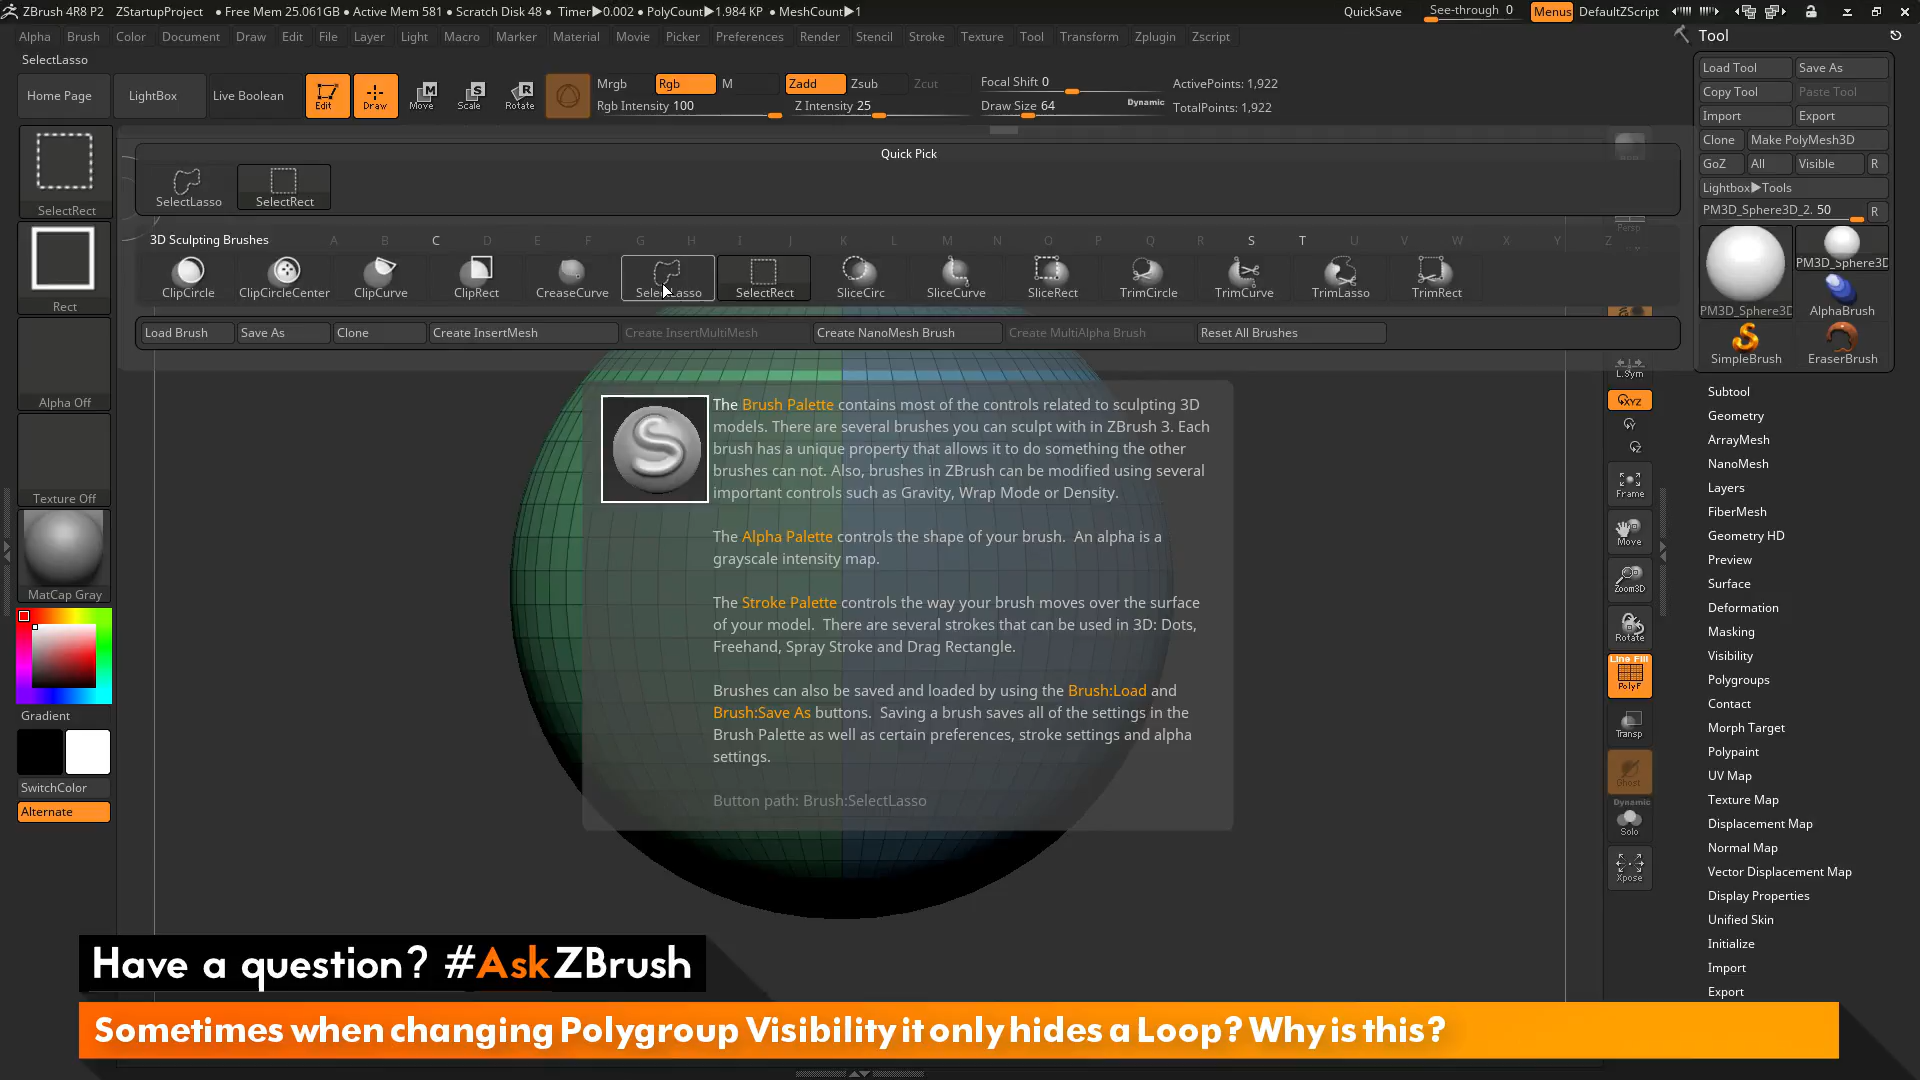 ZBrush 4R8 P2 ZStartupProject ● Free Mem 25.061GB ● Active Mem 581 ● Scratch Disk 48 ● Timer▶0.002 ● PolyCount▶1.984 KP ● MeshCount▶1 QuickSave See-through 0 Menus DefaultZScript
Alpha Brush Color Document Draw Edit File Layer Light Macro Marker Material Movie Picker Preferences Render Stencil Stroke Texture Tool Transform Zplugin Zscript
SelectLasso
Home Page LightBox Live Boolean Edit Draw Move Scale Rotate
Mrgb Rgb M Zadd Zsub Zcut Focal Shift 0 ActivePoints: 1,922
Rgb Intensity 100 Z Intensity 25 Draw Size 64 Dynamic TotalPoints: 1,922
Quick Pick
SelectLasso SelectRect
3D Sculpting Brushes A B C D E F G H I J K L M N O P Q R S T U V W X Y Z
ClipCircle ClipCircleCenter ClipCurve ClipRect CreaseCurve SelectLasso SelectRect SliceCirc SliceCurve SliceRect TrimCircle TrimCurve TrimLasso TrimRect
Load Brush Save As Clone Create InsertMesh Create InsertMultiMesh Create NanoMesh Brush Create MultiAlpha Brush Reset All Brushes
SelectRect
Rect
Alpha Off
Texture Off
MatCap Gray
Gradient
SwitchColor
Alternate
The Brush Palette contains most of the controls related to sculpting 3D
models. There are several brushes you can sculpt with in ZBrush 3. Each
brush has a unique property that allows it to do something the other
brushes can not. Also, brushes in ZBrush can be modified using several
important controls such as Gravity, Wrap Mode or Density.
The Alpha Palette controls the shape of your brush. An alpha is a
grayscale intensity map.
The Stroke Palette controls the way your brush moves over the surface
of your model. There are several strokes that can be used in 3D: Dots,
Freehand, Spray Stroke and Drag Rectangle.
Brushes can also be saved and loaded by using the Brush:Load and
Brush:Save As buttons. Saving a brush saves all of the settings in the
Brush Palette as well as certain preferences, stroke settings and alpha
settings.
Button path: Brush:SelectLasso
Persp
L.Sym
XYZ
Frame
Move
Zoom3D
Rotate
Line Fill
PolyF
Transp
Ghost
Dynamic
Solo
Xpose
Tool
Load Tool Save As
Copy Tool Paste Tool
Import Export
Clone Make PolyMesh3D
GoZ All Visible R
Lightbox▶Tools
PM3D_Sphere3D_2. 50 R
PM3D_Sphere3D
PM3D_Sphere3D AlphaBrush
SimpleBrush EraserBrush
Subtool
Geometry
ArrayMesh
NanoMesh
Layers
FiberMesh
Geometry HD
Preview
Surface
Deformation
Masking
Visibility
Polygroups
Contact
Morph Target
Polypaint
UV Map
Texture Map
Displacement Map
Normal Map
Vector Displacement Map
Display Properties
Unified Skin
Initialize
Import
Export
Have a question? #AskZBrush
Sometimes when changing Polygroup Visibility it only hides a Loop? Why is this?